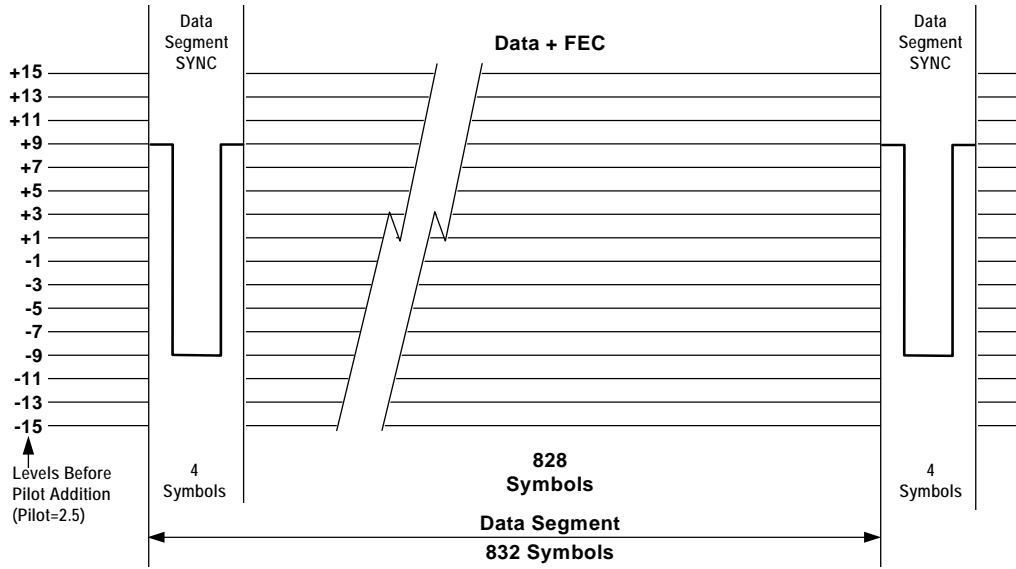 Data
Segment
SYNC
Data + FEC
Data
Segment
SYNC
+15
+13
+11
+9
+7
+5
+3
+1
-1
-3
-5
-7
-9
-11
-13
-15
Levels Before
Pilot Addition
(Pilot=2.5)
4
Symbols
828
Symbols
4
Symbols
Data Segment
832 Symbols